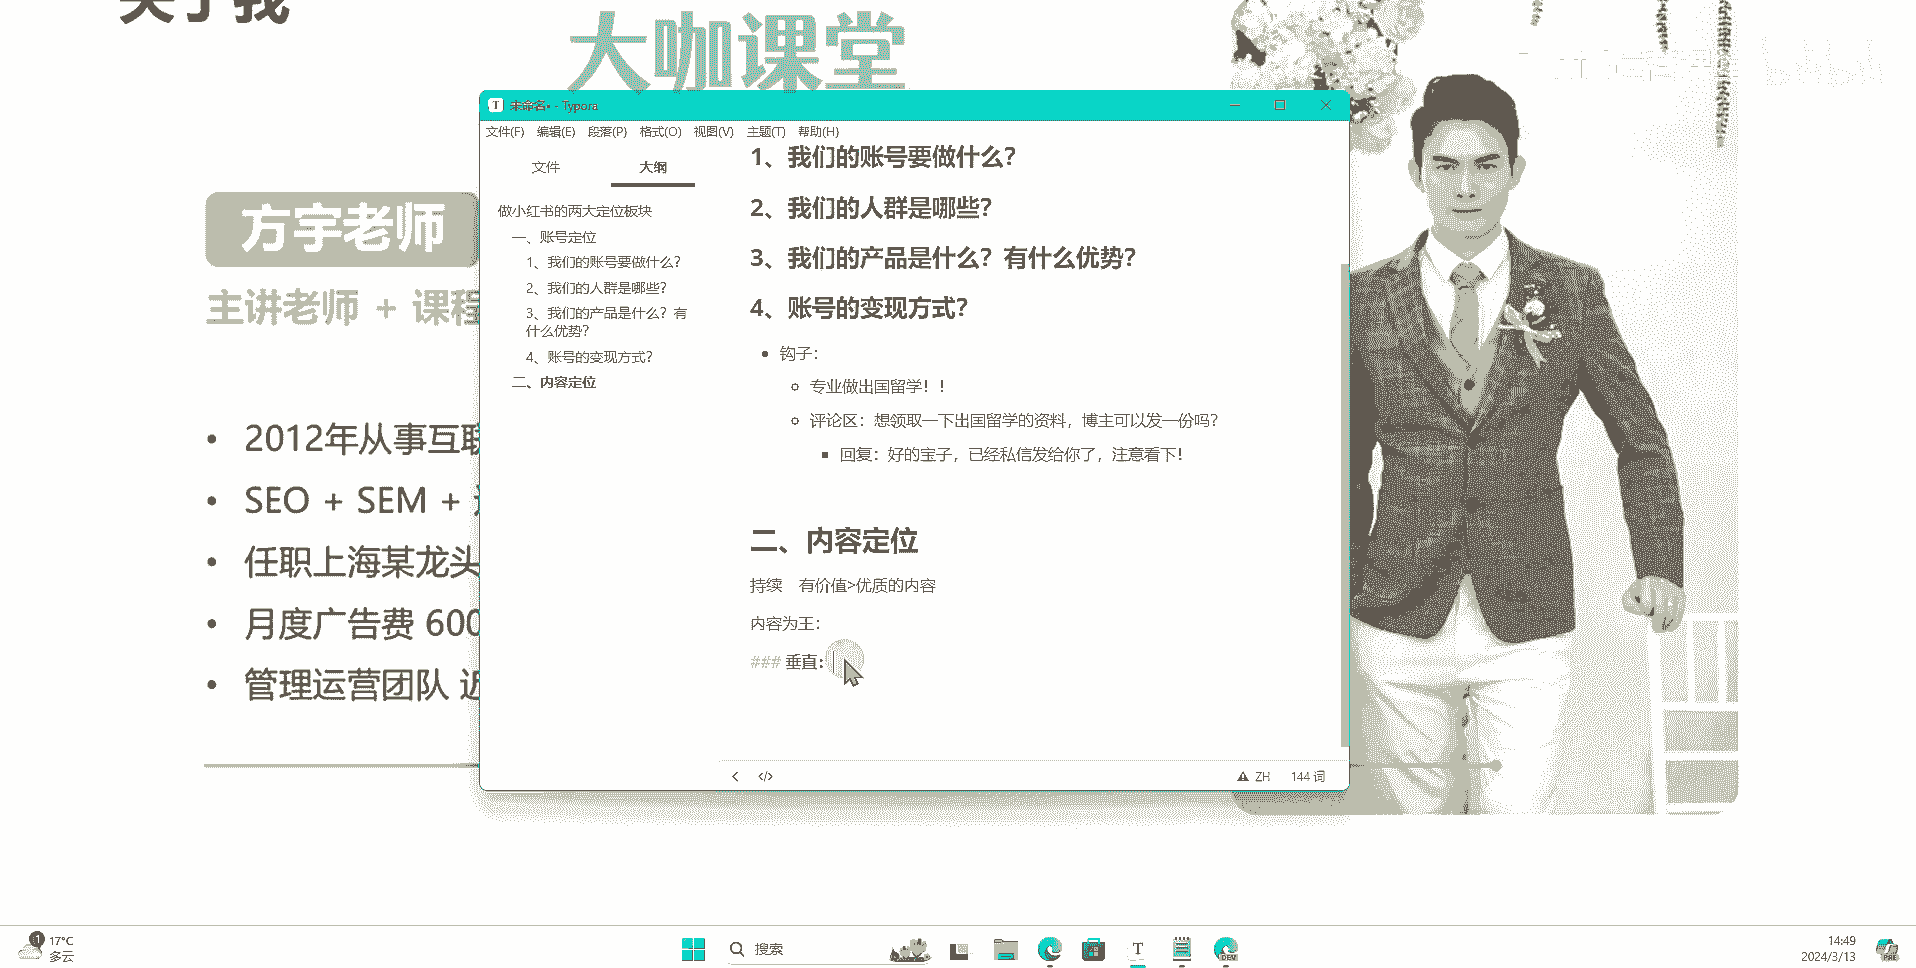 关于我
大咖课堂
方宇老师
主讲老师 + 课程
2012年从事互联
SEO + SEM +
任职上海某龙头
月度广告费 600
管理运营团队 近
未命名• - Typora
文件(F) 编辑(E) 段落(P) 格式(O) 视图(V) 主题(T) 帮助(H)
文件 大纲
做小红书的两大定位板块
一、账号定位
1、我们的账号要做什么?
2、我们的人群是哪些?
3、我们的产品是什么? 有
什么优势?
4、账号的变现方式?
二、内容定位
1、我们的账号要做什么?
2、我们的人群是哪些?
3、我们的产品是什么? 有什么优势?
4、账号的变现方式?
钩子:
专业做出国留学! !
评论区: 想领取一下出国留学的资料, 博主可以发一份吗?
回复: 好的宝子, 已经私信发给你了, 注意看下!
二、内容定位
持续 有价值>优质的内容
内容为王:
### 垂直:
ZH 144 词
1
17°C
多云
搜索
T
DEV
14:49
2024/3/13
PRE